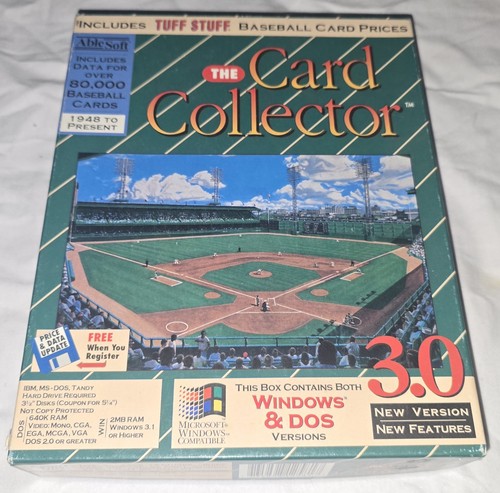 INCLUDES TUFF STUFF BASEBALL CARD PRICES
AbleSoft
INCLUDES
DATA FOR
OVER
80,000
BASEBALL
CARDS
1948 TO
PRESENT
THE Card
Collector™
PRICE
& DATA
UPDATE
FREE
When You
Register
3.0
NEW VERSION
NEW FEATURES
IBM, MS-DOS, TANDY
HARD DRIVE REQUIRED
3½" DISKS (COUPON FOR 5¼")
NOT COPY PROTECTED
DOS
640K RAM
VIDEO: MONO, CGA,
EGA, MCGA, VGA
DOS 2.0 OR GREATER
WIN
2MB RAM
WINDOWS 3.1
OR HIGHER
MICROSOFT®
WINDOWS™
COMPATIBLE
THIS BOX CONTAINS BOTH
WINDOWS®
& DOS
VERSIONS